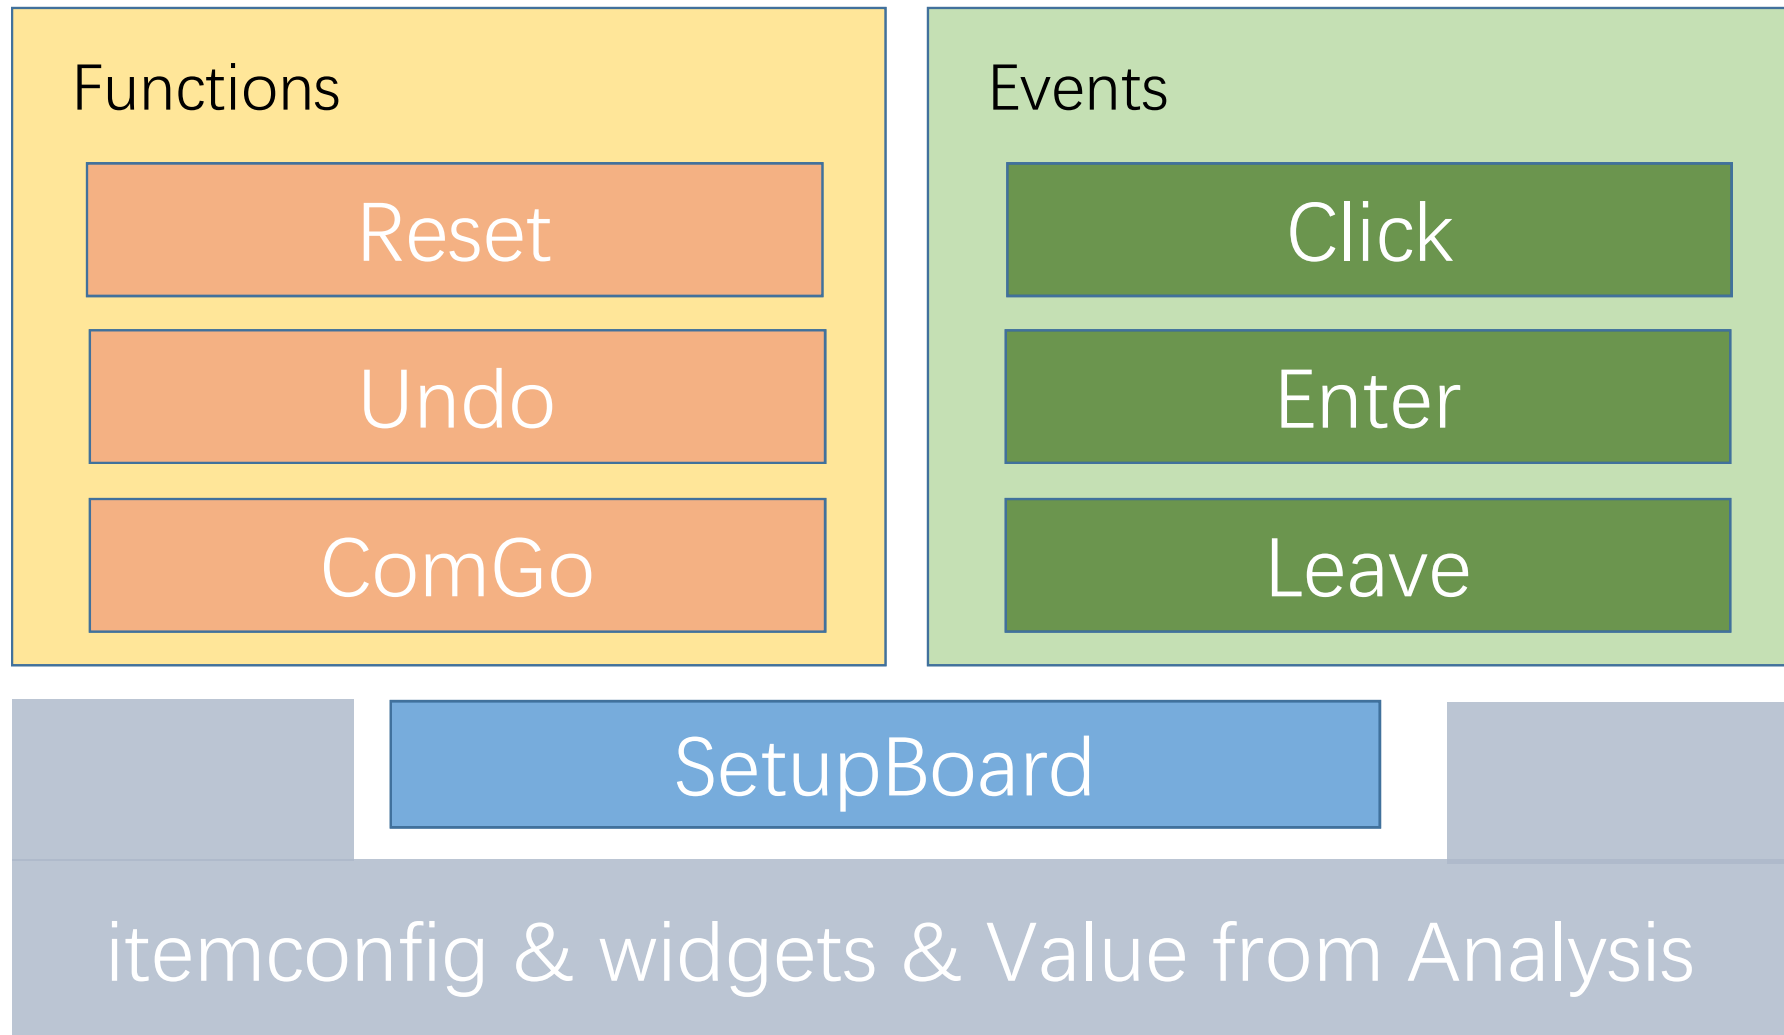 Functions
Reset
Undo
ComGo
Events
Click
Enter
Leave
SetupBoard
itemconfig & widgets & Value from Analysis